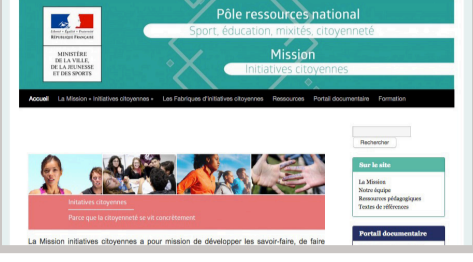 Pôle ressources national
Sport, éducation, mixités, citoyenneté
Mission
Initiatives citoyennes
Liberté • Égalité • Fraternité
RÉPUBLIQUE FRANÇAISE
MINISTÈRE
DE LA VILLE,
DE LA JEUNESSE
ET DES SPORTS
Accueil La Mission « Initiatives citoyennes » Les Fabriques d'initiatives citoyennes Ressources Portail documentaire Formation
Rechercher
Sur le site
La Mission
Notre équipe
Ressources pédagogiques
Textes de références
Initiatives citoyennes
Parce que la citoyenneté se vit concrètement
Portail documentaire
La Mission initiatives citoyennes a pour mission de développer les savoir-faire, de faire